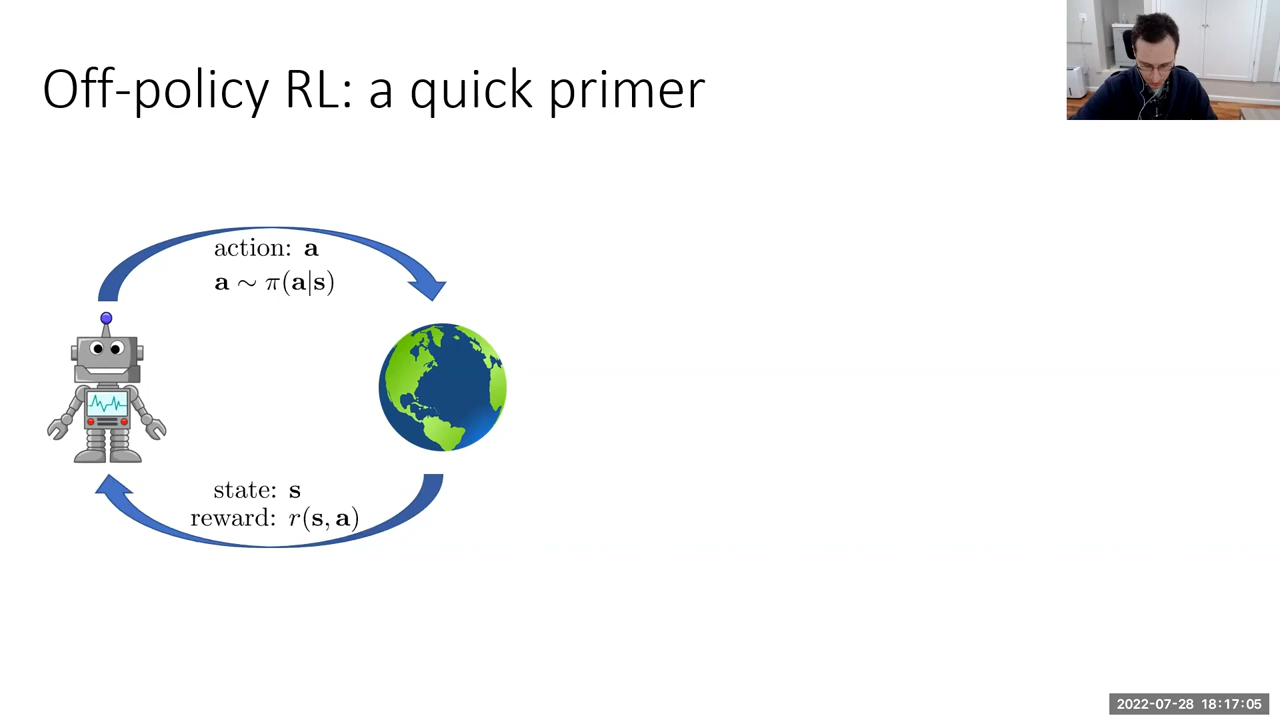 Off-policy RL: a quick primer
action: a
a ∼ π(a|s)
state: s
reward: r(s, a)
2022-07-28 18:17:05